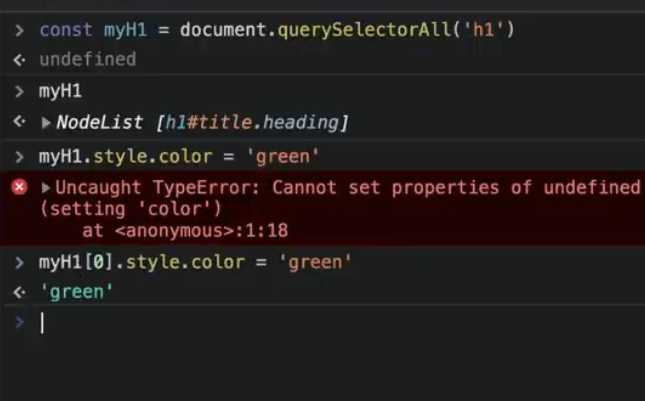 > const myH1 = document.querySelectorAll('h1')
undefined
> myH1
NodeList [h1#title.heading]
> myH1.style.color = 'green'
Uncaught TypeError: Cannot set properties of undefined
(setting 'color')
at <anonymous>:1:18
> myH1[0].style.color = 'green'
'green'
>